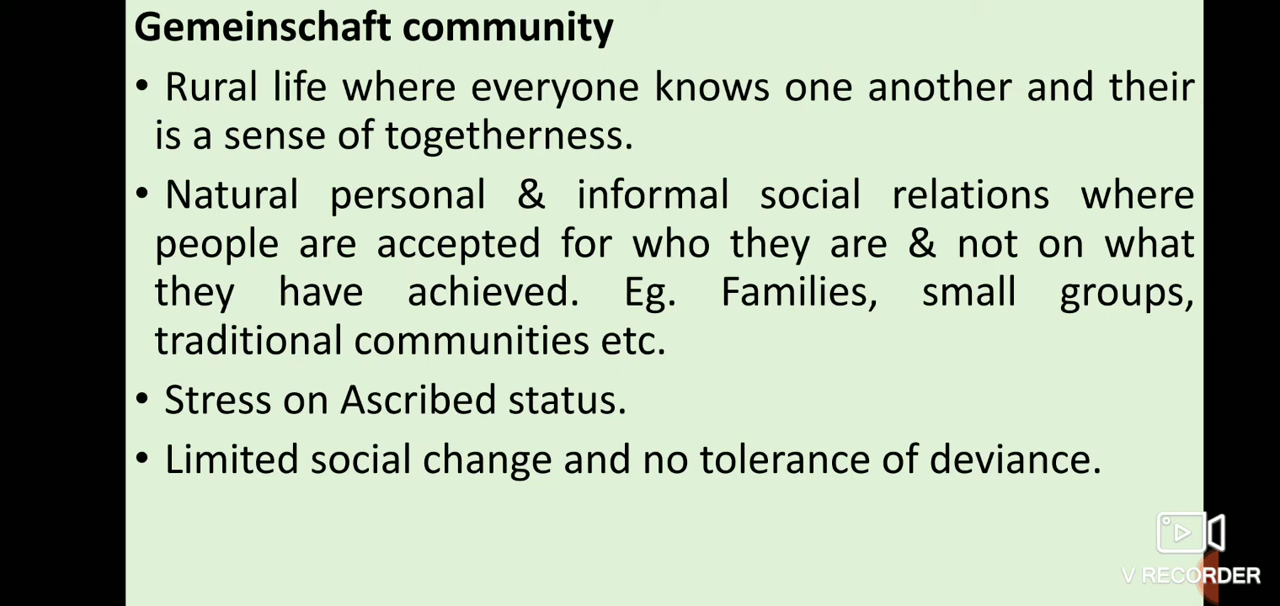 Gemeinschaft community
• Rural life where everyone knows one another and their
is a sense of togetherness.
• Natural personal & informal social relations where
people are accepted for who they are & not on what
they have achieved. Eg. Families, small groups,
traditional communities etc.
• Stress on Ascribed status.
• Limited social change and no tolerance of deviance.
V RECORDER